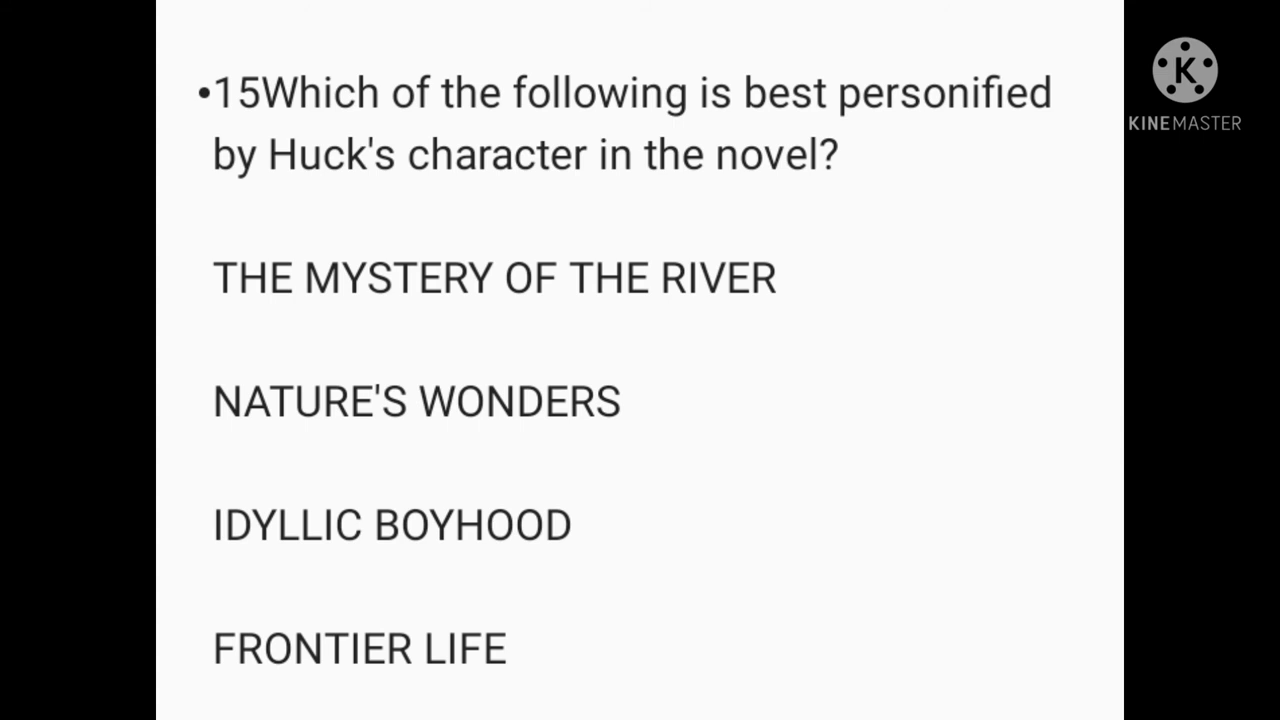 •15Which of the following is best personified
by Huck's character in the novel?
THE MYSTERY OF THE RIVER
NATURE'S WONDERS
IDYLLIC BOYHOOD
FRONTIER LIFE
K
KINEMASTER